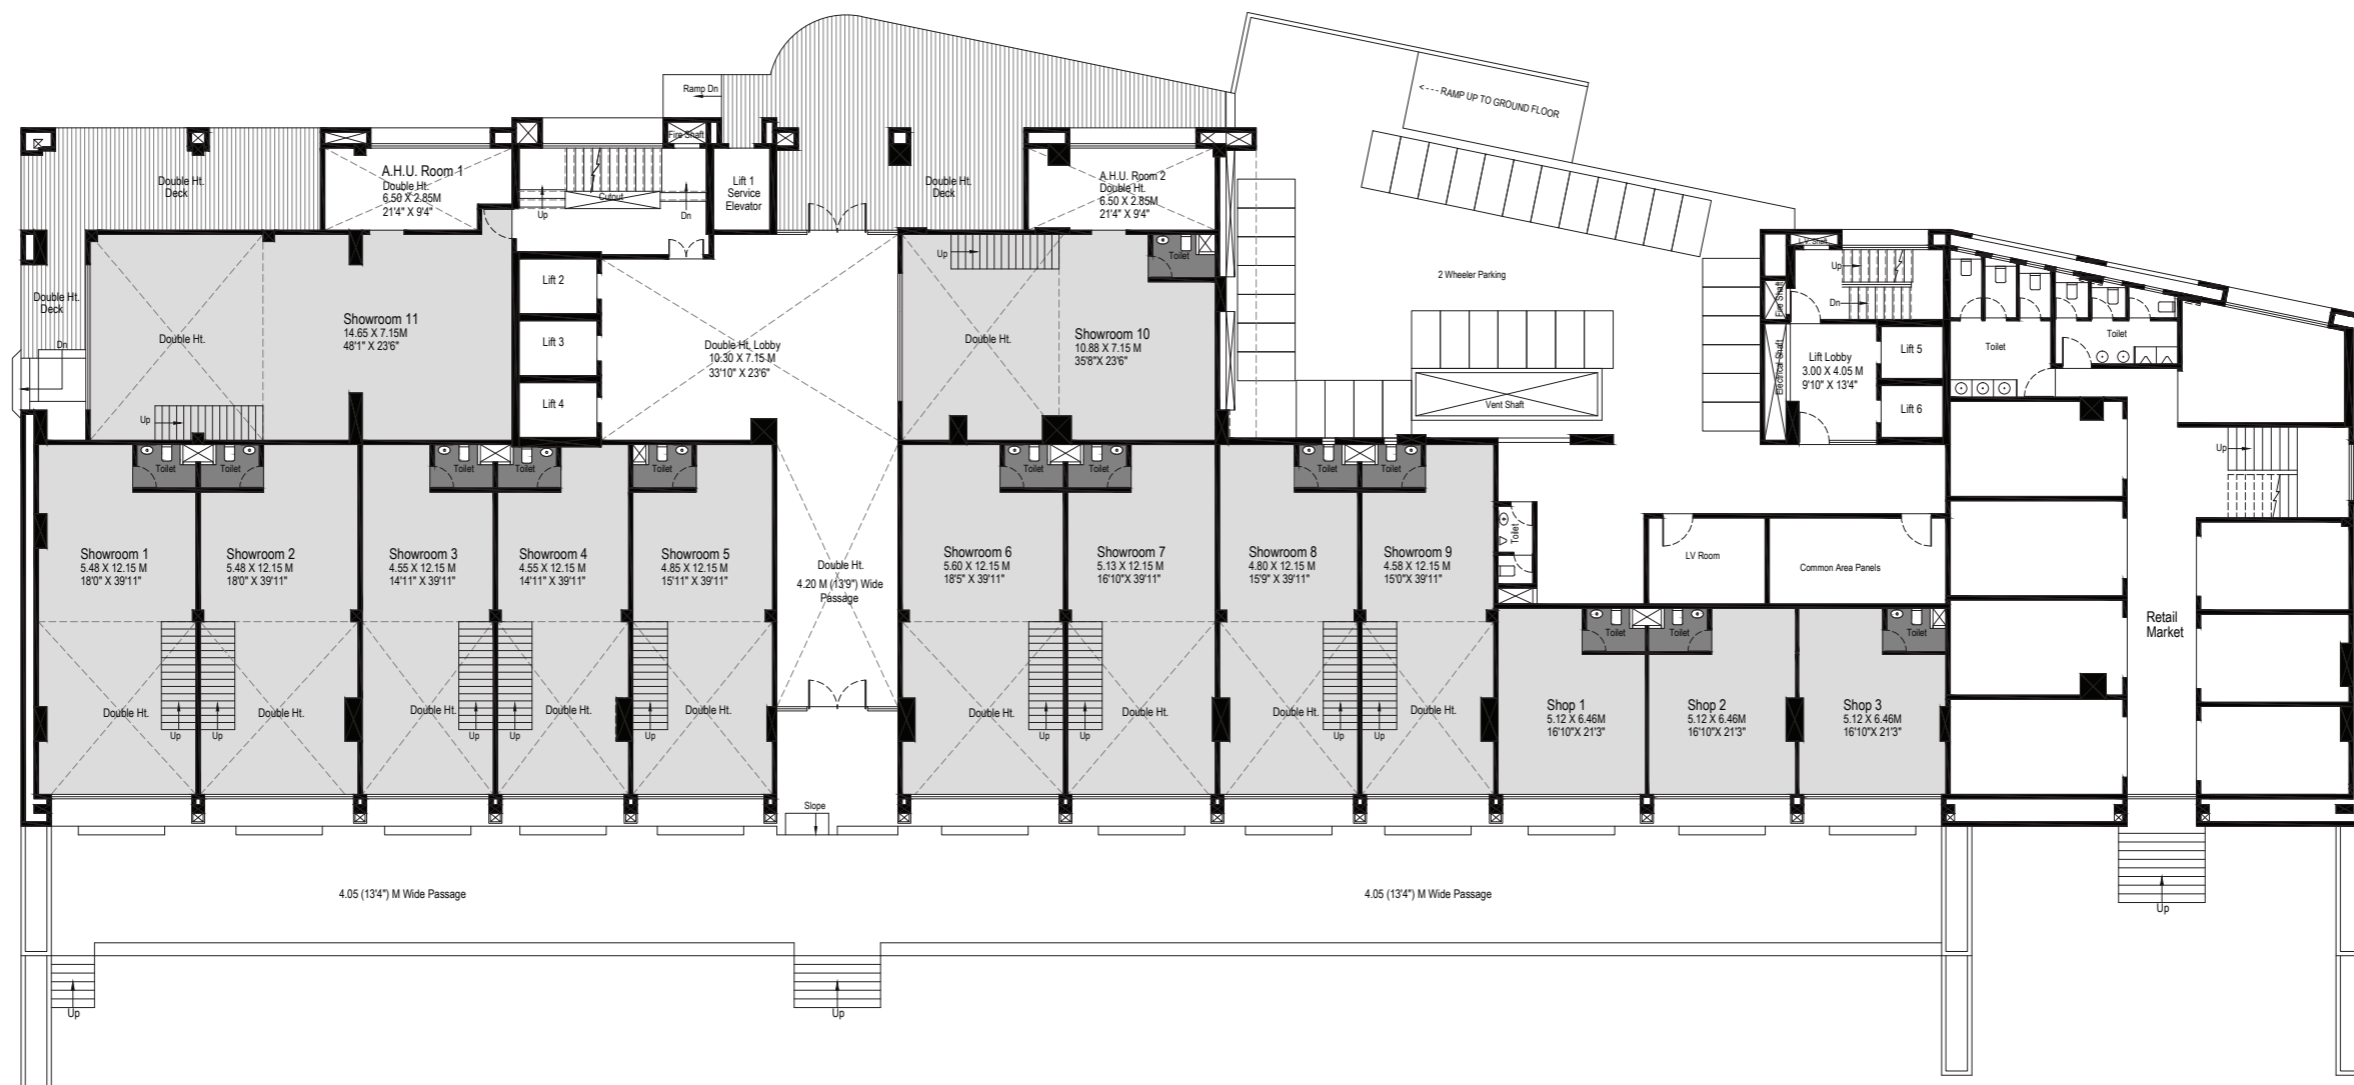 Ramp Dn
<---- RAMP UP TO GROUND FLOOR
Fire Shaft
Double Ht.
Deck
A.H.U. Room 1
Double Ht.
6.50 X 2.85M
21'4" X 9'4"
Up
Cutout
Dn
Lift 1
Service
Elevator
Double Ht.
Deck
A.H.U. Room 2
Double Ht.
6.50 X 2.85M
21'4" X 9'4"
2 Wheeler Parking
LV Shaft
Up
Dn
Fire Shaft
Double Ht.
Deck
Dn
Double Ht.
Up
Showroom 11
14.65 X 7.15M
48'1" X 23'6"
Lift 2
Lift 3
Lift 4
Double Ht. Lobby
10.30 X 7.15 M
33'10" X 23'6"
Up
Toilet
Double Ht.
Showroom 10
10.88 X 7.15 M
35'8"X 23'6"
Vent Shaft
Electrical Shaft
Lift Lobby
3.00 X 4.05 M
9'10" X 13'4"
Lift 5
Lift 6
Toilet
Toilet
Up
Toilet
Toilet
Toilet
Toilet
Toilet
Toilet
Toilet
Toilet
Toilet
Showroom 1
5.48 X 12.15 M
18'0" X 39'11"
Showroom 2
5.48 X 12.15 M
18'0" X 39'11"
Showroom 3
4.55 X 12.15 M
14'11" X 39'11"
Showroom 4
4.55 X 12.15 M
14'11" X 39'11"
Showroom 5
4.85 X 12.15 M
15'11" X 39'11"
Double Ht.
4.20 M (13'9") Wide
Passage
Showroom 6
5.60 X 12.15 M
18'5" X 39'11"
Showroom 7
5.13 X 12.15 M
16'10"X 39'11"
Showroom 8
4.80 X 12.15 M
15'9" X 39'11"
Showroom 9
4.58 X 12.15 M
15'0"X 39'11"
Toilet
LV Room
Common Area Panels
Toilet
Toilet
Toilet
Retail
Market
Double Ht.
Up
Up
Double Ht.
Double Ht.
Up
Up
Double Ht.
Up
Double Ht.
Double Ht.
Up
Up
Double Ht.
Double Ht.
Up
Up
Double Ht.
Shop 1
5.12 X 6.46M
16'10"X 21'3"
Shop 2
5.12 X 6.46M
16'10"X 21'3"
Shop 3
5.12 X 6.46M
16'10"X 21'3"
Slope
4.05 (13'4") M Wide Passage
4.05 (13'4") M Wide Passage
Up
Up
Up